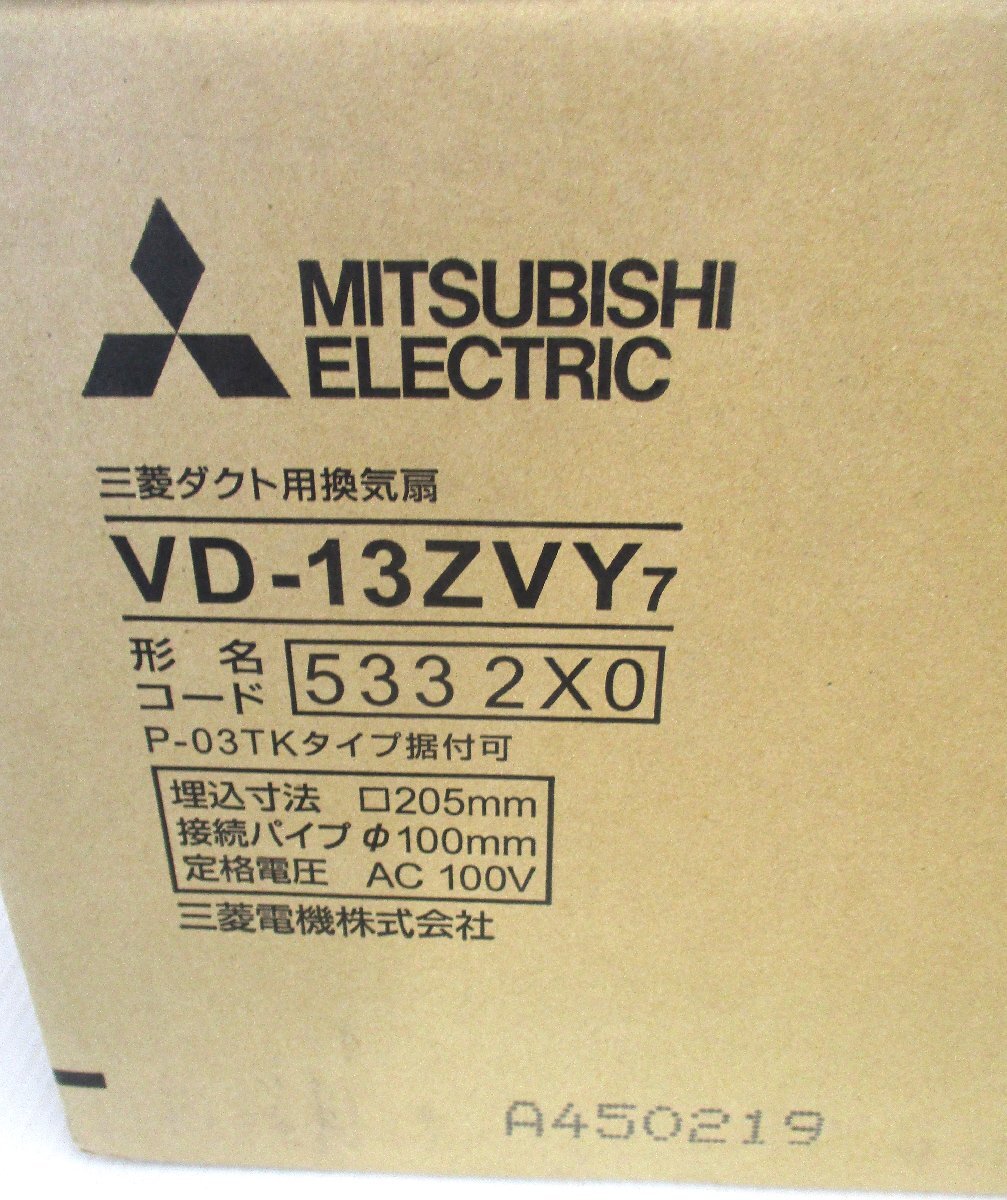 MITSUBISHI
ELECTRIC
三菱ダクト用換気扇
VD-13ZVY7
形名
コード 533 2X0
P-03TKタイプ据付可
埋込寸法 □205mm
接続パイプ φ100mm
定格電圧 AC 100V
三菱電機株式会社
A450219